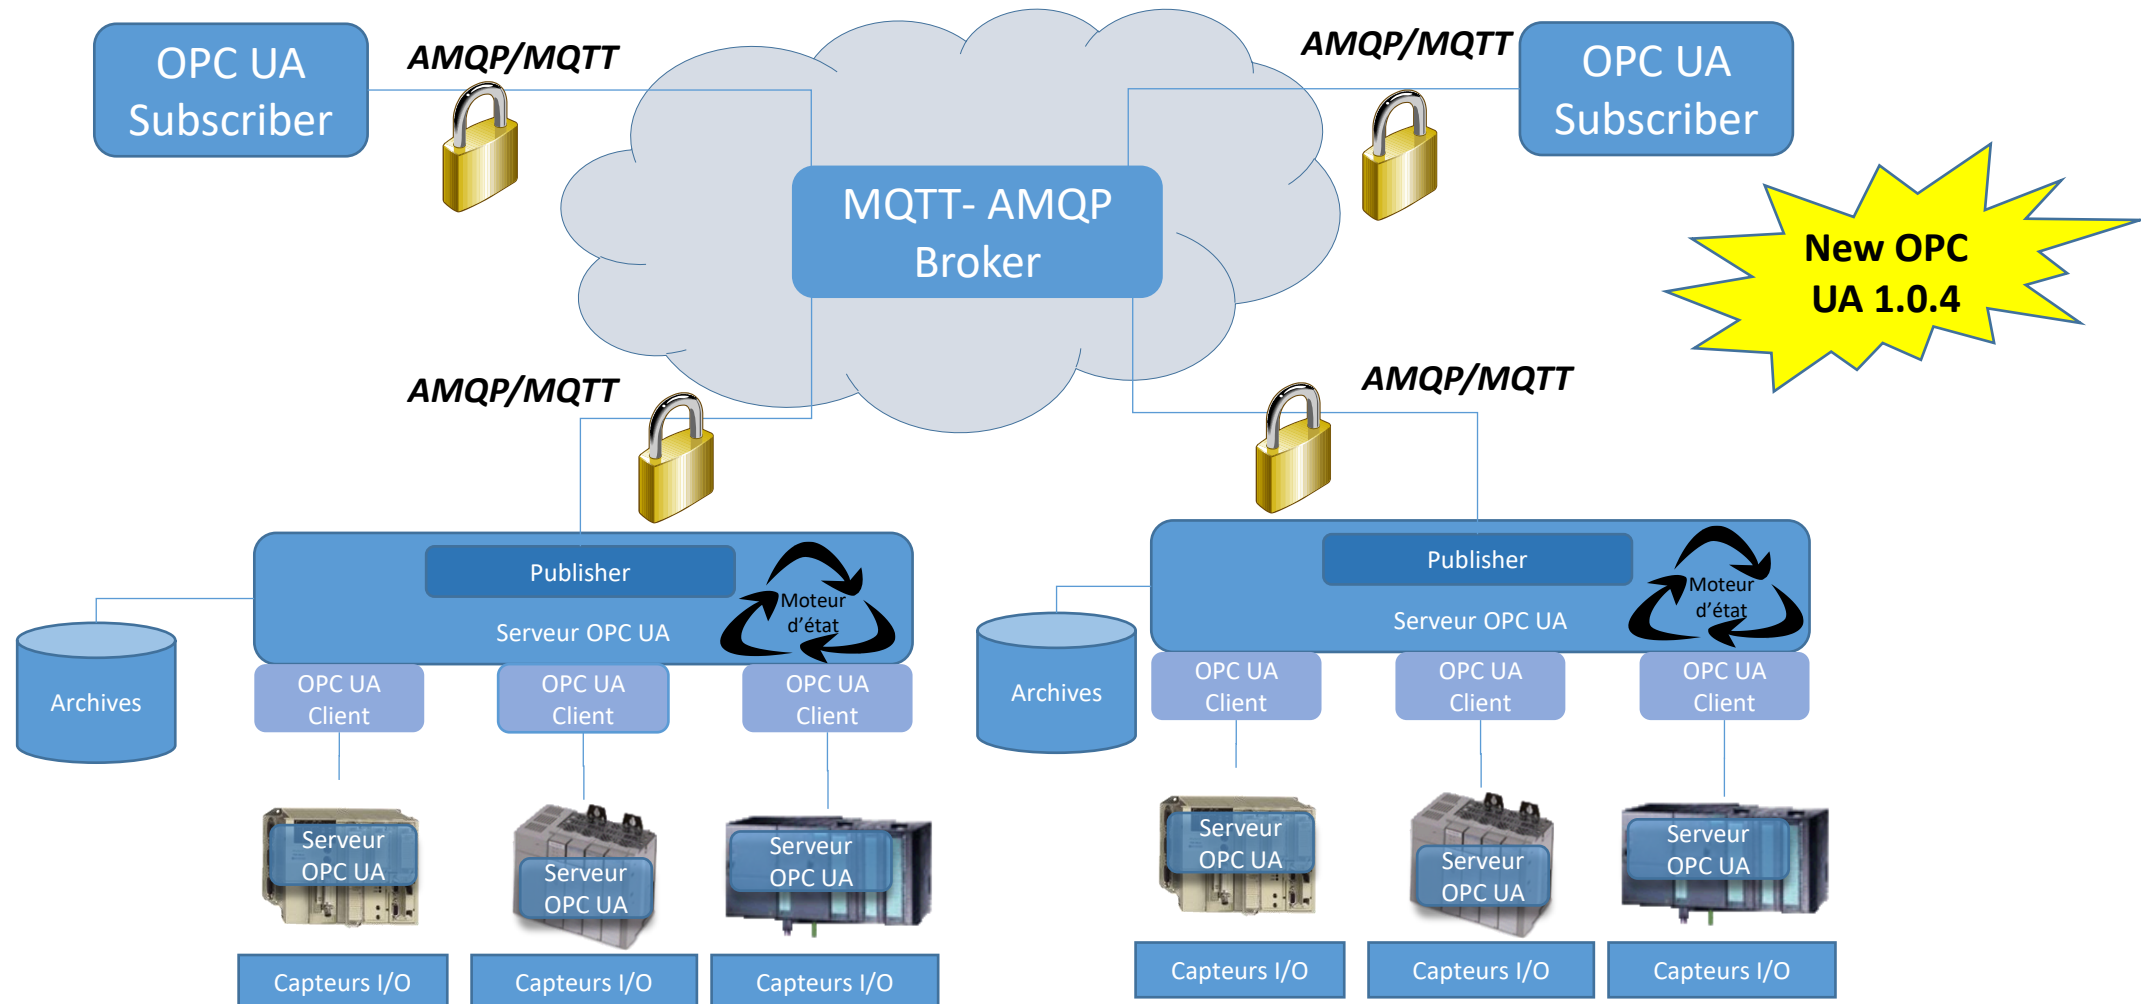 OPC UA
Subscriber
AMQP/MQTT
AMQP/MQTT
OPC UA
Subscriber
MQTT- AMQP
Broker
New OPC
UA 1.0.4
AMQP/MQTT
AMQP/MQTT
Publisher
Moteur
d'état
Serveur OPC UA
Archives
OPC UA
Client
OPC UA
Client
OPC UA
Client
Serveur
OPC UA
Serveur
OPC UA
Serveur
OPC UA
Capteurs I/O
Capteurs I/O
Capteurs I/O
Publisher
Moteur
d'état
Serveur OPC UA
Archives
OPC UA
Client
OPC UA
Client
OPC UA
Client
Serveur
OPC UA
Serveur
OPC UA
Serveur
OPC UA
Capteurs I/O
Capteurs I/O
Capteurs I/O